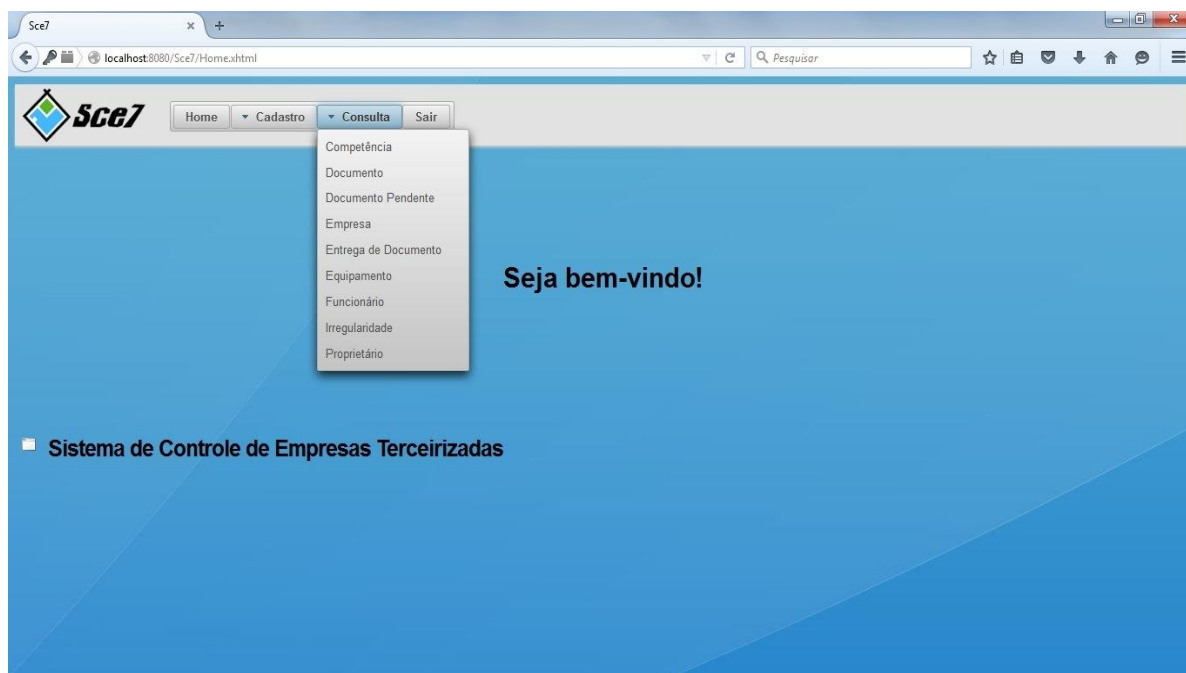 Sce7
localhost:8080/Sce7/Home.xhtml
Pesquisar
Sce7
Home Cadastro Consulta Sair
Competência
Documento
Documento Pendente
Empresa
Entrega de Documento
Equipamento
Funcionário
Irregularidade
Proprietário
Seja bem-vindo!
Sistema de Controle de Empresas Terceirizadas